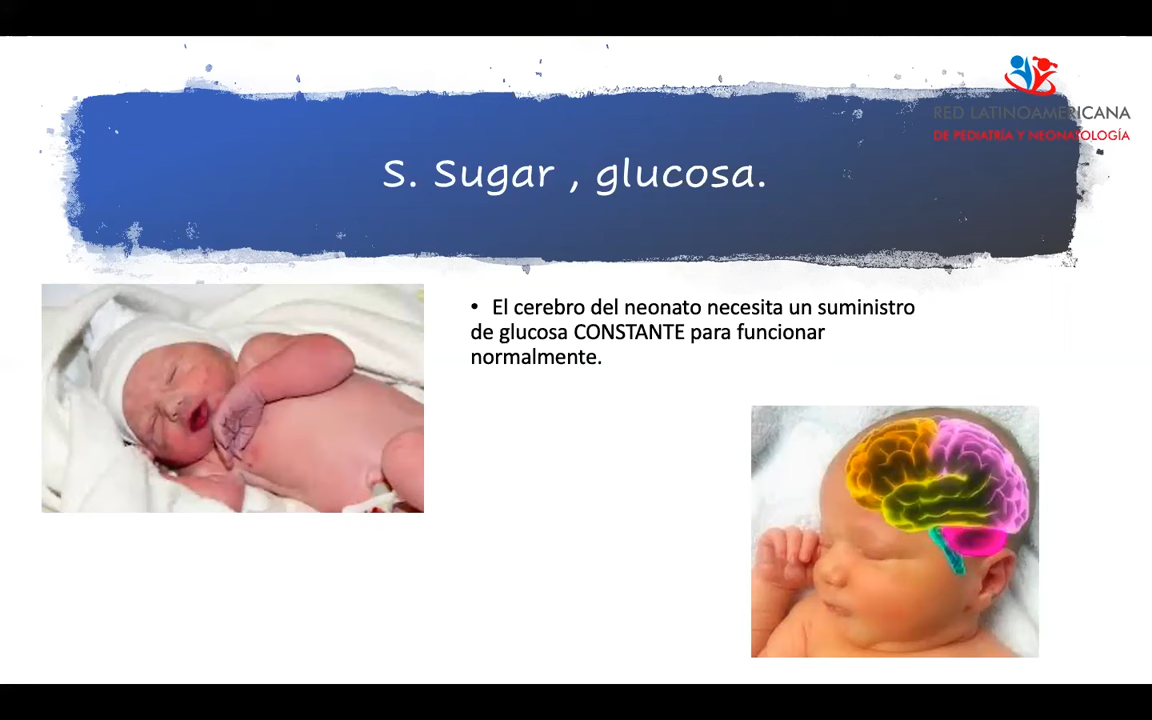 RED LATINOAMERICANA
DE PEDIATRÍA Y NEONATOLOGÍA
S. Sugar , glucosa.
• El cerebro del neonato necesita un suministro
de glucosa CONSTANTE para funcionar
normalmente.